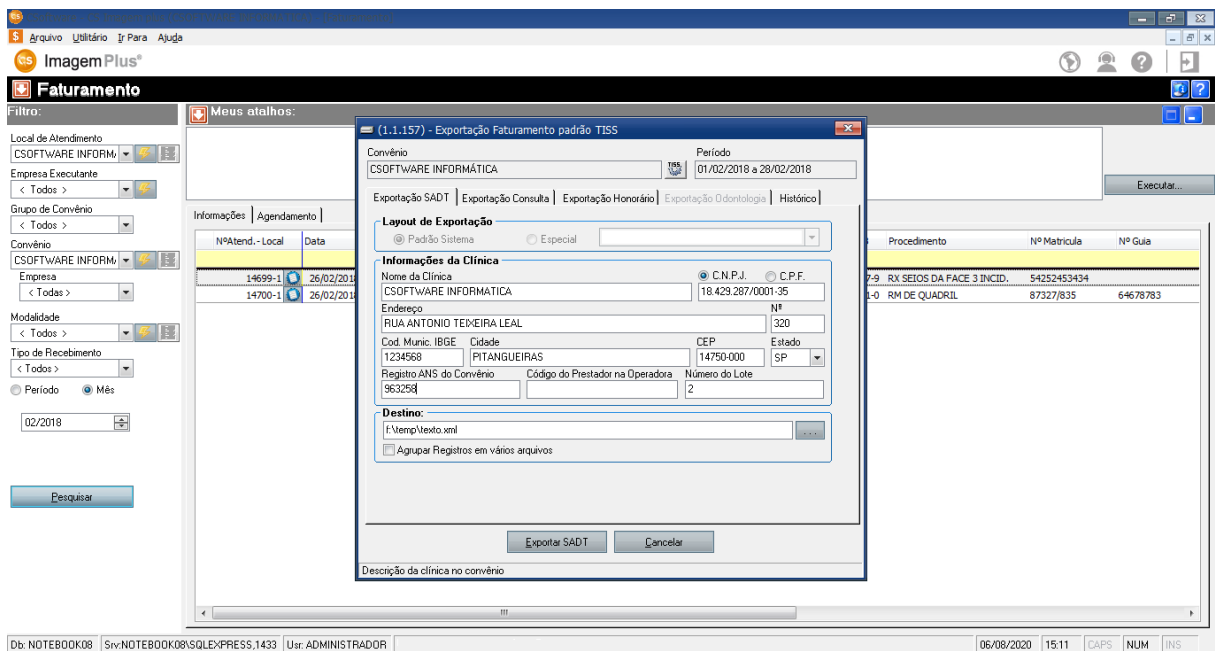 Arquivo Utilitário Ir Para Ajuda
Imagem Plus®
Faturamento
Filtro:
Meus atalhos:
Local de Atendimento
CSOFTWARE INFORM
Empresa Executante
< Todos >
Grupo de Convênio
< Todos >
Convênio
CSOFTWARE INFORM
Empresa
< Todas >
Modalidade
< Todos >
Tipo de Recebimento
< Todos >
Período Mês
02/2018
Pesquisar
Executar...
Informações Agendamento
NºAtend.- Local Data Procedimento Nº Matricula Nº Guia
14699-1 26/02/201 7-9 RX SEIOS DA FACE 3 INCID. 54252453434
14700-1 26/02/201 1-0 RM DE QUADRIL 87327/835 64678783
(1.1.157) - Exportação Faturamento padrão TISS
Convênio Período
CSOFTWARE INFORMÁTICA TISS 01/02/2018 a 28/02/2018
Exportação SADT Exportação Consulta Exportação Honorário Exportação Odontologia Histórico
Layout de Exportação
Padrão Sistema Especial
Informações da Clínica
Nome da Clínica C.N.P.J. C.P.F.
CSOFTWARE INFORMATICA 18.429.287/0001-35
Endereço Nº
RUA ANTONIO TEIXEIRA LEAL 320
Cod. Munic. IBGE Cidade CEP Estado
1234568 PITANGUEIRAS 14750-000 SP
Registro ANS do Convênio Código do Prestador na Operadora Número do Lote
963258 2
Destino:
f:\temp\texto.xml ...
Agrupar Registros em vários arquivos
Exportar SADT Cancelar
Descrição da clínica no convênio
Db: NOTEBOOK08 Srv:NOTEBOOK08\SQLEXPRESS,1433 Usr: ADMINISTRADOR 06/08/2020 15:11 CAPS NUM INS